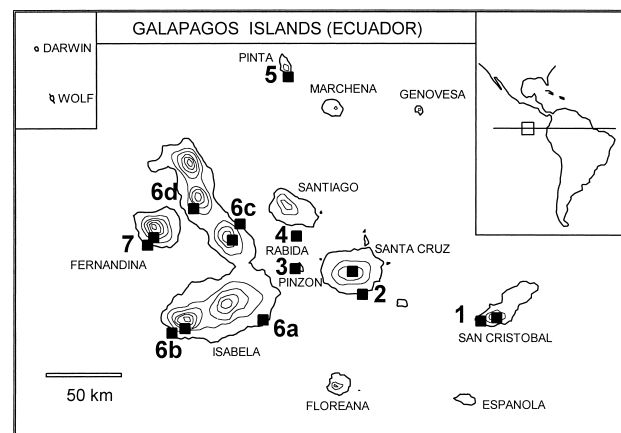 GALAPAGOS ISLANDS (ECUADOR)
DARWIN
WOLF
PINTA
5
MARCHENA
GENOVESA
6d
6c
SANTIAGO
4
RABIDA
SANTA CRUZ
7
FERNANDINA
3
PINZON
2
1
SAN CRISTOBAL
6a
6b
ISABELA
50 km
FLOREANA
ESPANOLA